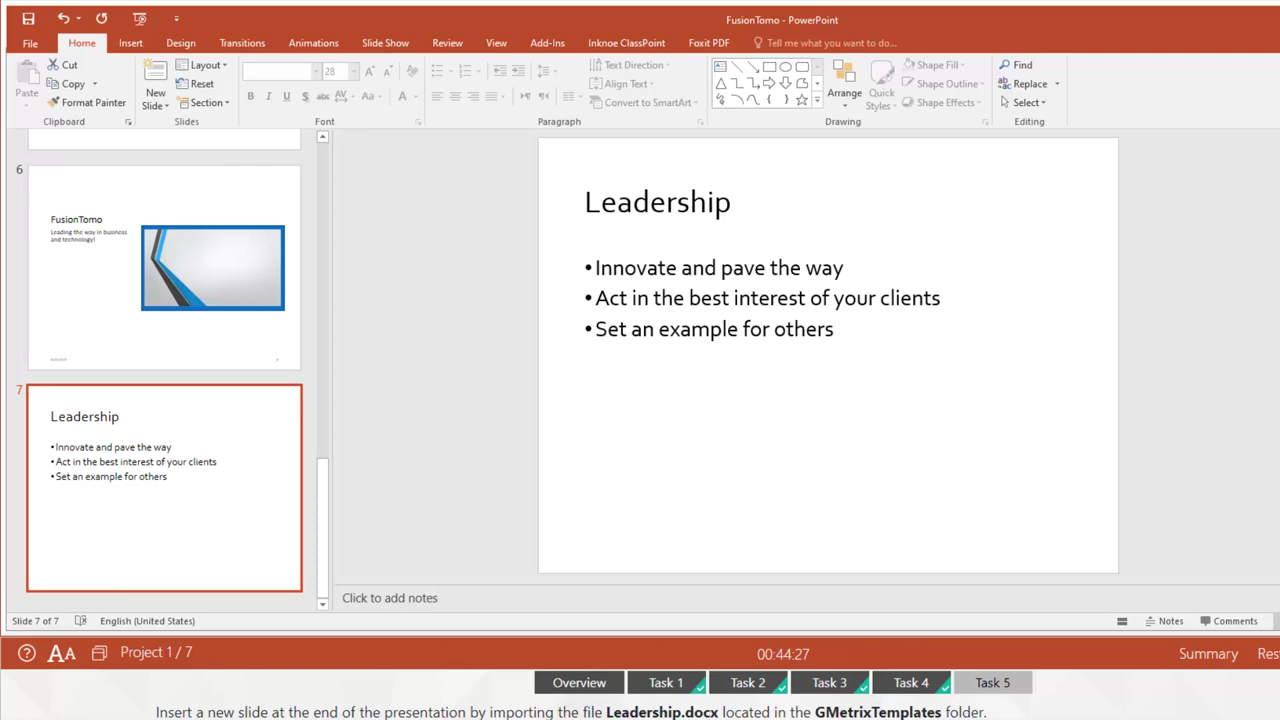 FusionTomo - PowerPoint
File Home Insert Design Transitions Animations Slide Show Review View Add-Ins Inknoe ClassPoint Foxit PDF Tell me what you want to do...
Paste
Cut
Copy
Format Painter
Clipboard
New Slide
Layout
Reset
Section
Slides
28
B I U S abc AV Aa A
Font
Text Direction
Align Text
Convert to SmartArt
Paragraph
Arrange
Quick Styles
Shape Fill
Shape Outline
Shape Effects
Drawing
Find
Replace
Select
Editing
6
FusionTomo
Leading the way in business
and technology!
7
Leadership
•Innovate and pave the way
•Act in the best interest of your clients
•Set an example for others
Leadership
•Innovate and pave the way
•Act in the best interest of your clients
•Set an example for others
Click to add notes
Slide 7 of 7 English (United States) Notes Comments
? AA Project 1 / 7 00:44:27 Summary Res
Overview Task 1 Task 2 Task 3 Task 4 Task 5
Insert a new slide at the end of the presentation by importing the file Leadership.docx located in the GMetrixTemplates folder.